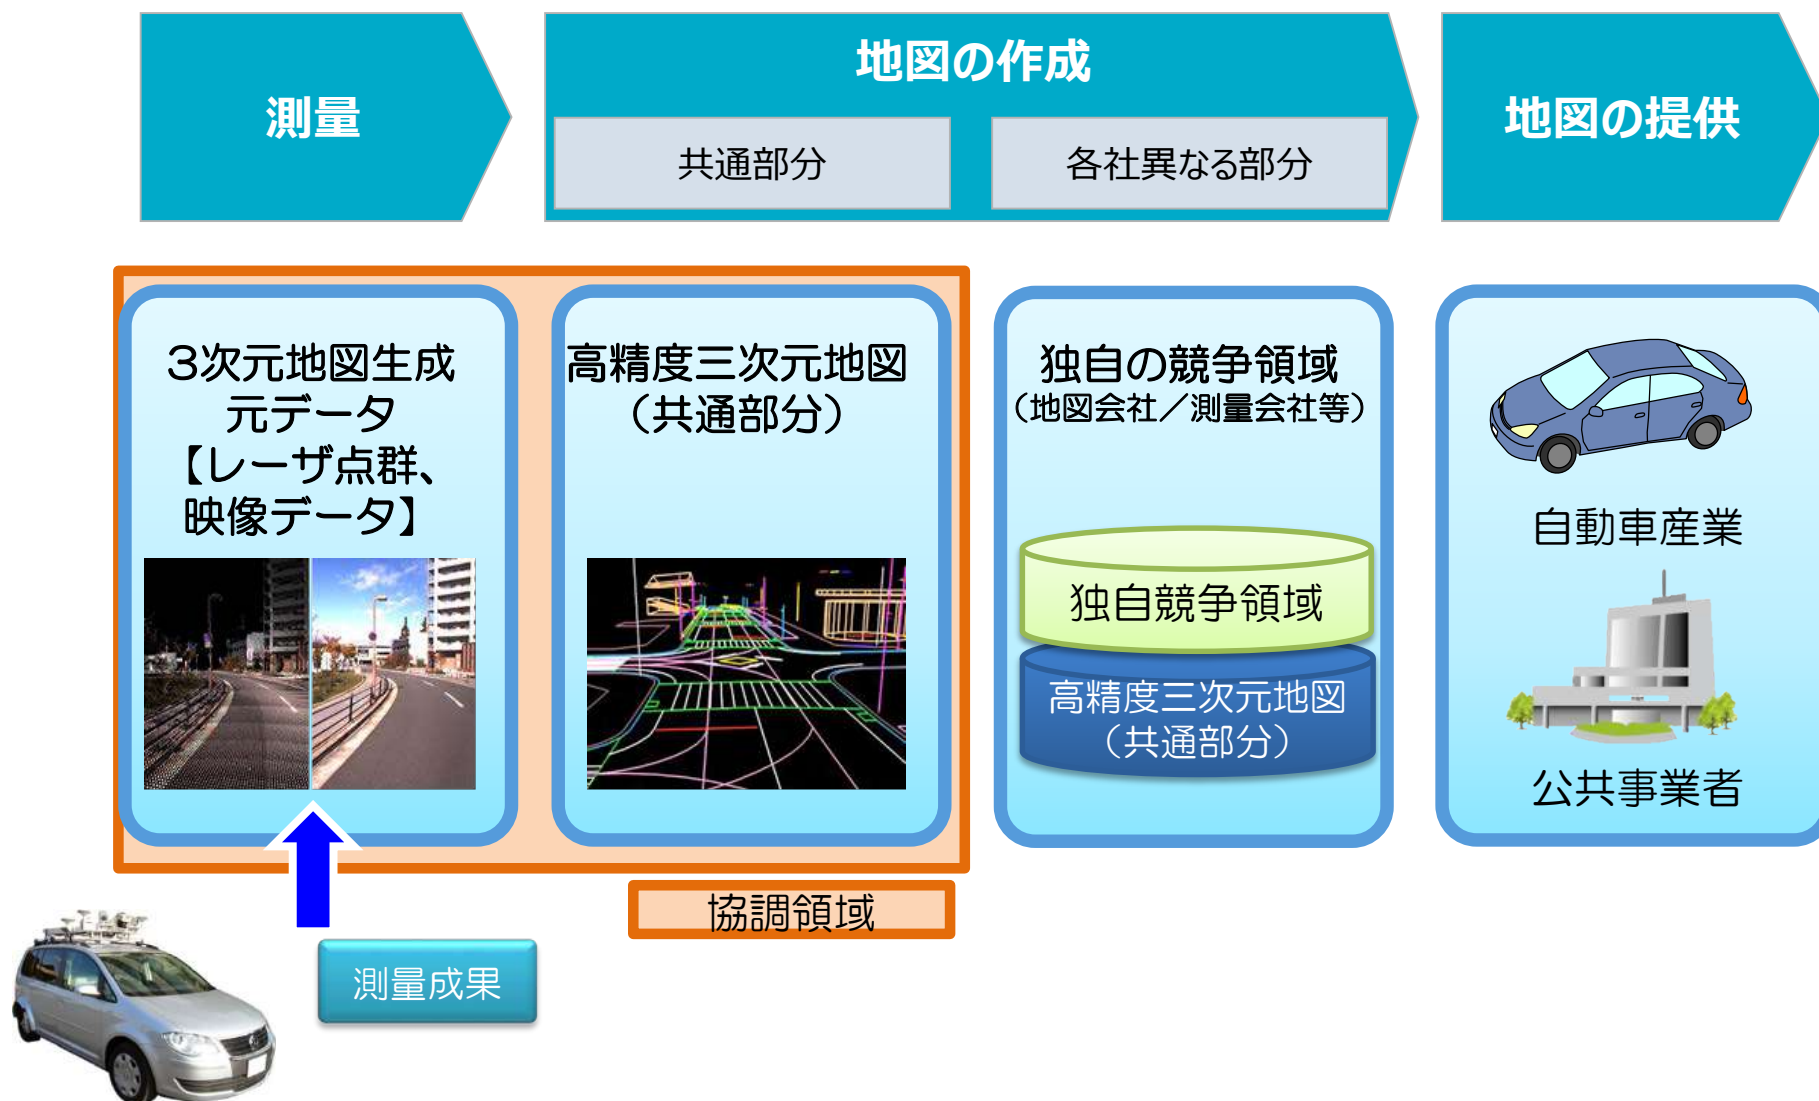 測量
地図の作成
共通部分
各社異なる部分
地図の提供
3次元地図生成
元データ
【レーザ点群、
映像データ】
高精度三次元地図
（共通部分）
独自の競争領域
（地図会社／測量会社等）
独自競争領域
高精度三次元地図
（共通部分）
自動車産業
公共事業者
協調領域
測量成果